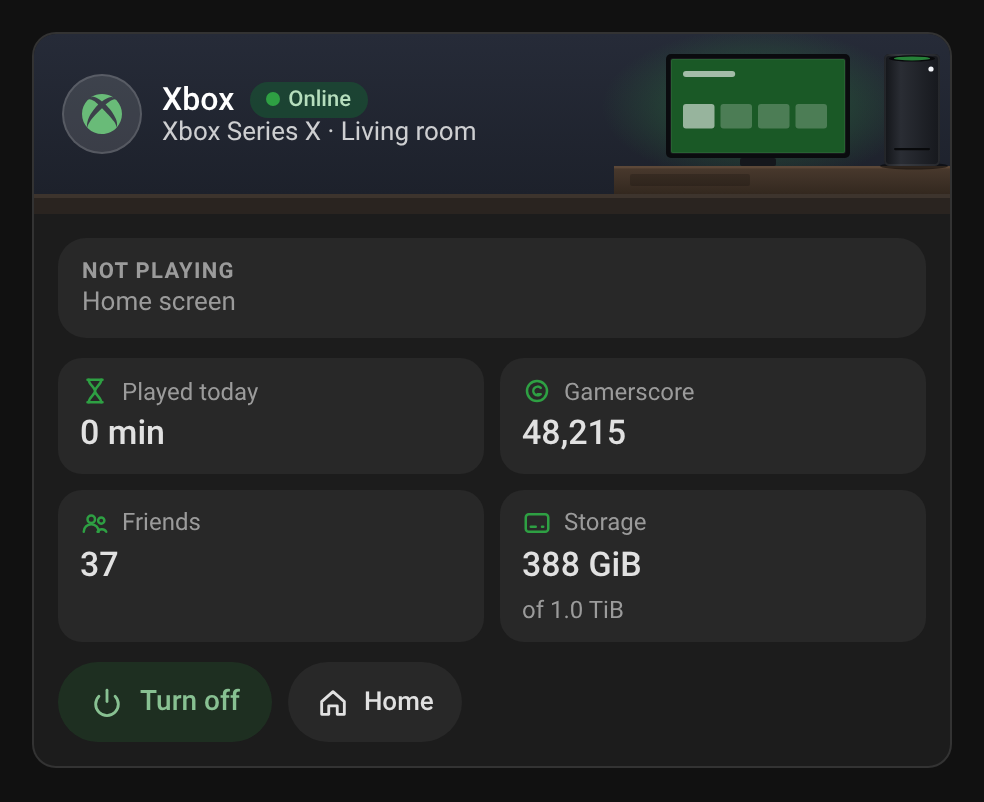 Xbox
Online
Xbox Series X · Living room
NOT PLAYING
Home screen
Played today
0 min
Gamerscore
48,215
Friends
37
Storage
388 GiB
of 1.0 TiB
Turn off
Home